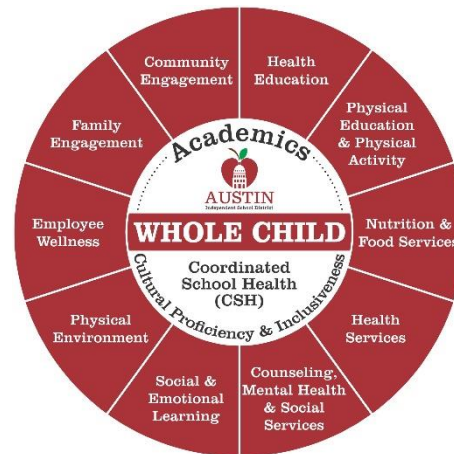 Community
Engagement
Health
Education
Physical
Education
& Physical
Activity
Nutrition &
Food Services
Health
Services
Counseling,
Mental Health
& Social
Services
Social &
Emotional
Learning
Physical
Environment
Employee
Wellness
Family
Engagement
Academics
AUSTIN
Independent School District
WHOLE CHILD
Coordinated
School Health
(CSH)
Cultural Proficiency & Inclusiveness